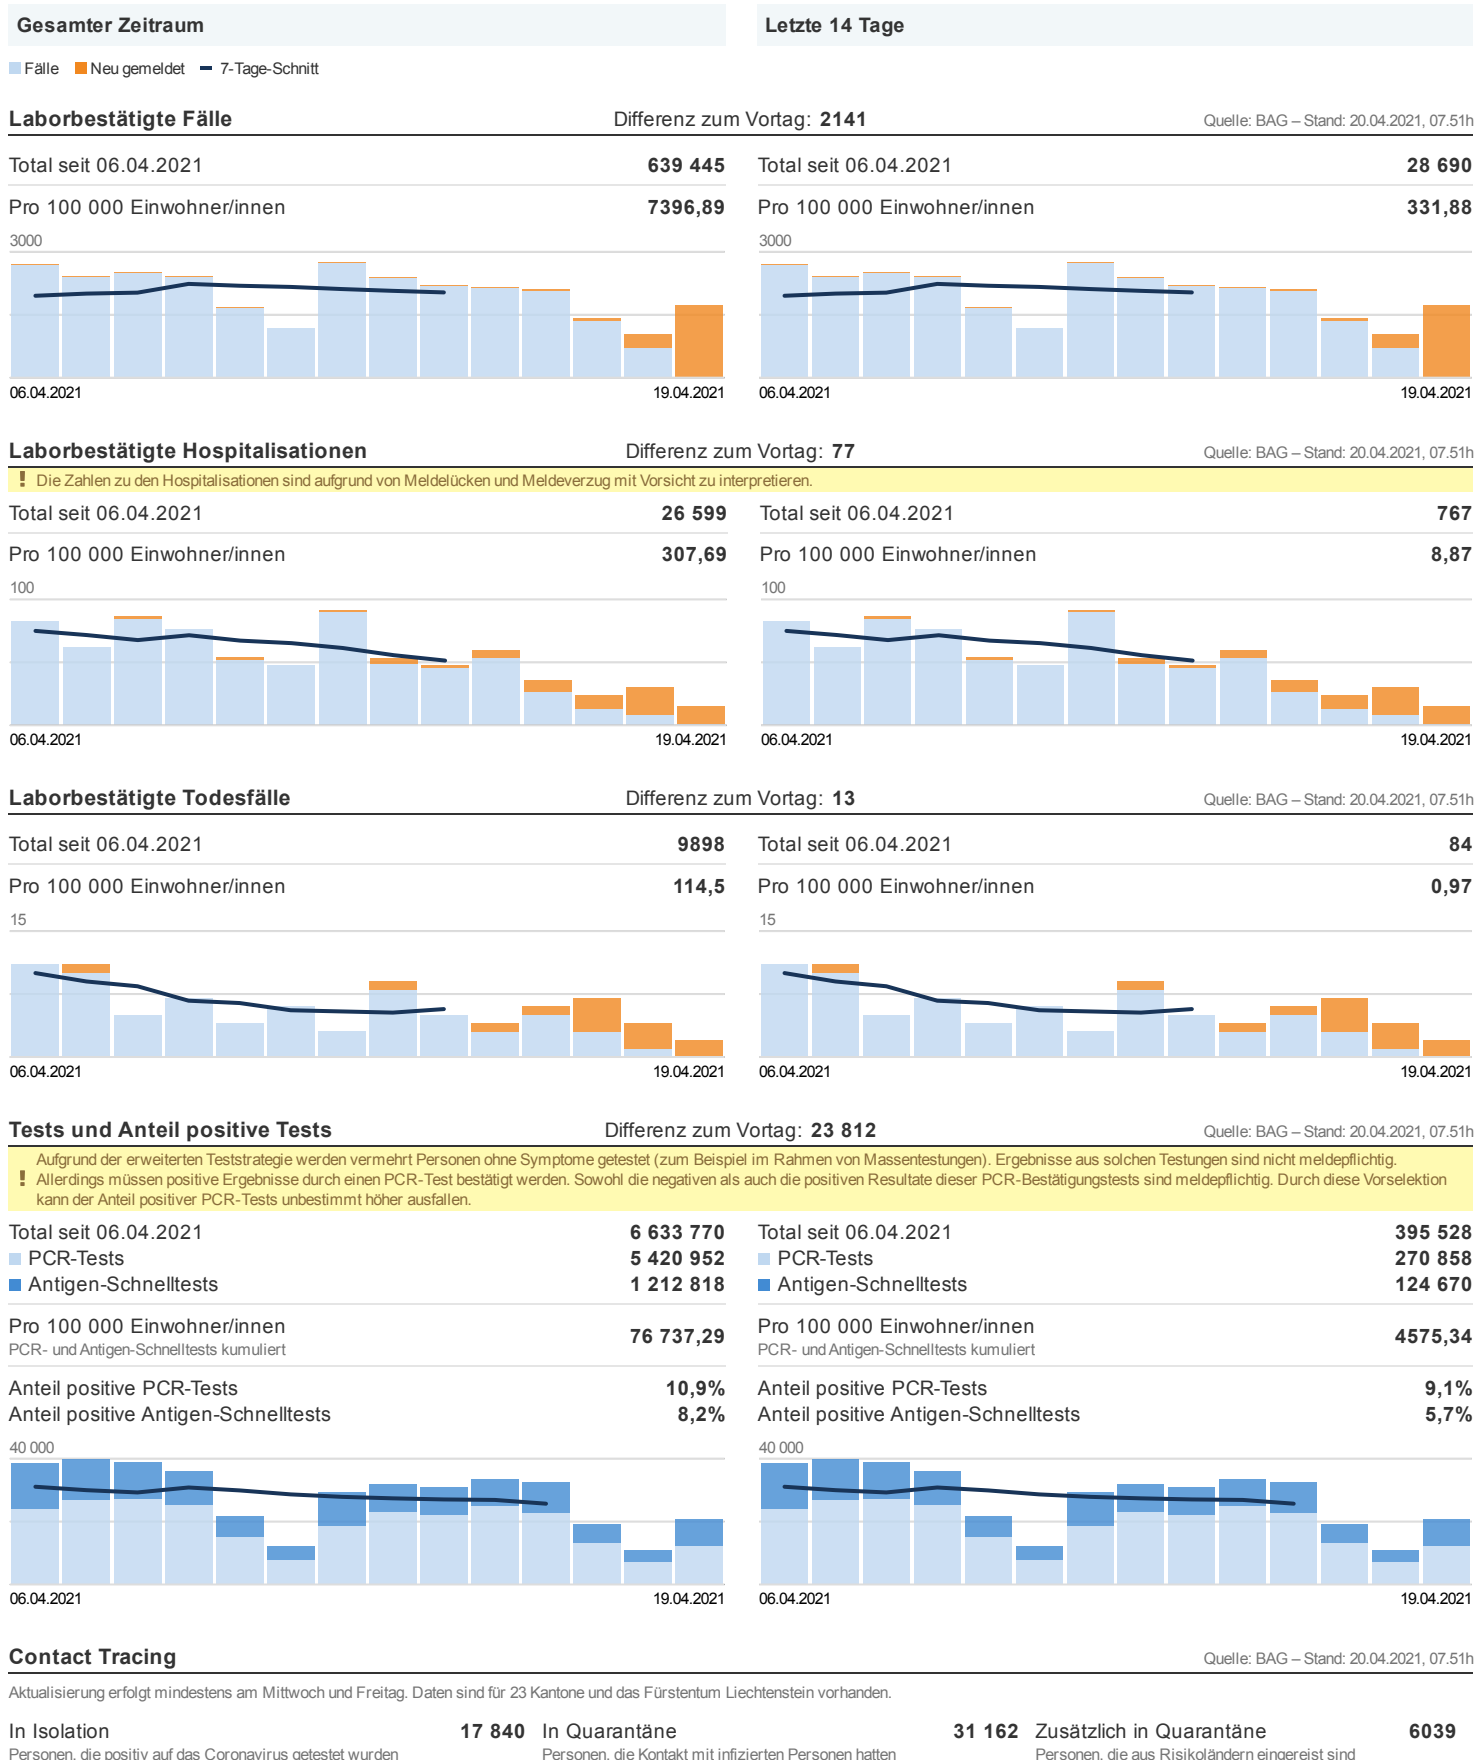 Gesamter Zeitraum
Letzte 14 Tage
Fälle Neu gemeldet 7-Tage-Schnitt
Laborbestätigte Fälle Differenz zum Vortag: 2141 Quelle: BAG – Stand: 20.04.2021, 07.51h
Total seit 06.04.2021 639 445 Total seit 06.04.2021 28 690
Pro 100 000 Einwohner/innen 7396,89 Pro 100 000 Einwohner/innen 331,88
3000 3000
06.04.2021 19.04.2021 06.04.2021 19.04.2021
Laborbestätigte Hospitalisationen Differenz zum Vortag: 77 Quelle: BAG – Stand: 20.04.2021, 07.51h
! Die Zahlen zu den Hospitalisationen sind aufgrund von Meldelücken und Meldeverzug mit Vorsicht zu interpretieren.
Total seit 06.04.2021 26 599 Total seit 06.04.2021 767
Pro 100 000 Einwohner/innen 307,69 Pro 100 000 Einwohner/innen 8,87
100 100
06.04.2021 19.04.2021 06.04.2021 19.04.2021
Laborbestätigte Todesfälle Differenz zum Vortag: 13 Quelle: BAG – Stand: 20.04.2021, 07.51h
Total seit 06.04.2021 9898 Total seit 06.04.2021 84
Pro 100 000 Einwohner/innen 114,5 Pro 100 000 Einwohner/innen 0,97
15 15
06.04.2021 19.04.2021 06.04.2021 19.04.2021
Tests und Anteil positive Tests Differenz zum Vortag: 23 812 Quelle: BAG – Stand: 20.04.2021, 07.51h
Aufgrund der erweiterten Teststrategie werden vermehrt Personen ohne Symptome getestet (zum Beispiel im Rahmen von Massentestungen). Ergebnisse aus solchen Testungen sind nicht meldepflichtig.
! Allerdings müssen positive Ergebnisse durch einen PCR-Test bestätigt werden. Sowohl die negativen als auch die positiven Resultate dieser PCR-Bestätigungstests sind meldepflichtig. Durch diese Vorselektion
kann der Anteil positiver PCR-Tests unbestimmt höher ausfallen.
Total seit 06.04.2021 6 633 770 Total seit 06.04.2021 395 528
PCR-Tests 5 420 952 PCR-Tests 270 858
Antigen-Schnelltests 1 212 818 Antigen-Schnelltests 124 670
Pro 100 000 Einwohner/innen 76 737,29 Pro 100 000 Einwohner/innen 4575,34
PCR- und Antigen-Schnelltests kumuliert PCR- und Antigen-Schnelltests kumuliert
Anteil positive PCR-Tests 10,9% Anteil positive PCR-Tests 9,1%
Anteil positive Antigen-Schnelltests 8,2% Anteil positive Antigen-Schnelltests 5,7%
40 000 40 000
06.04.2021 19.04.2021 06.04.2021 19.04.2021
Contact Tracing Quelle: BAG – Stand: 20.04.2021, 07.51h
Aktualisierung erfolgt mindestens am Mittwoch und Freitag. Daten sind für 23 Kantone und das Fürstentum Liechtenstein vorhanden.
In Isolation 17 840 In Quarantäne 31 162 Zusätzlich in Quarantäne 6039
Personen, die positiv auf das Coronavirus getestet wurden Personen, die Kontakt mit infizierten Personen hatten Personen, die aus Risikoländern eingereist sind